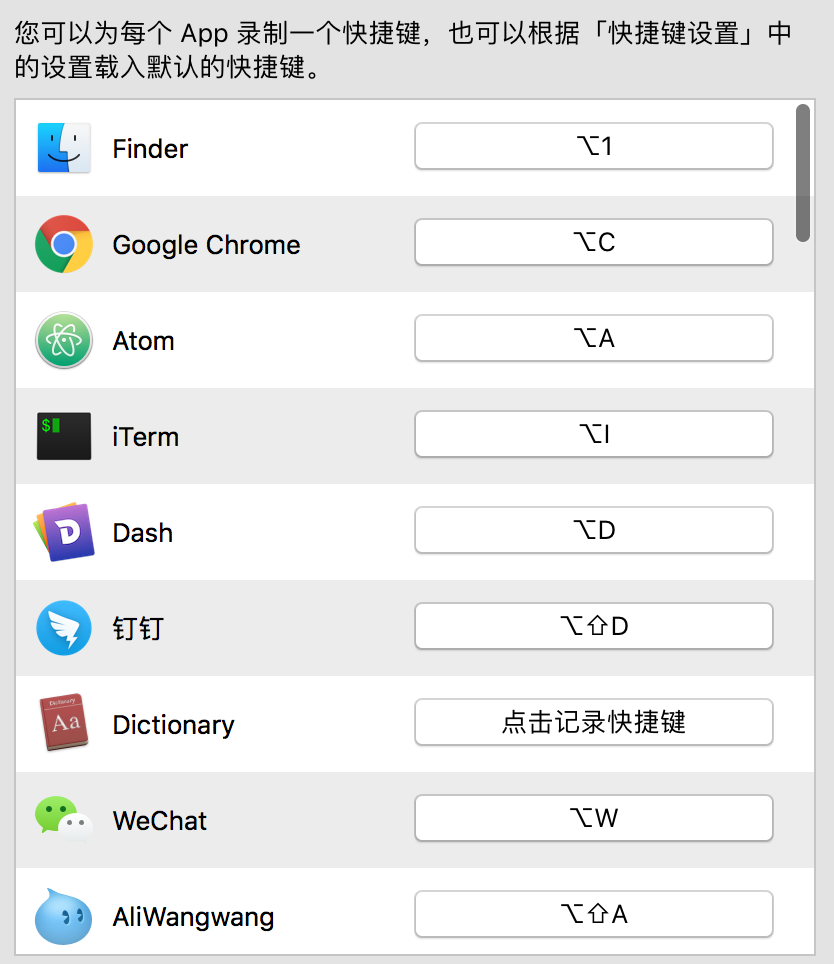 您可以为每个 App 录制一个快捷键，也可以根据「快捷键设置」中
的设置载入默认的快捷键。
Finder ⌥1
Google Chrome ⌥C
Atom ⌥A
$ iTerm ⌥I
D Dash ⌥D
钉钉 ⌥⇧D
Dictionary Aa Dictionary 点击记录快捷键
WeChat ⌥W
AliWangwang ⌥⇧A